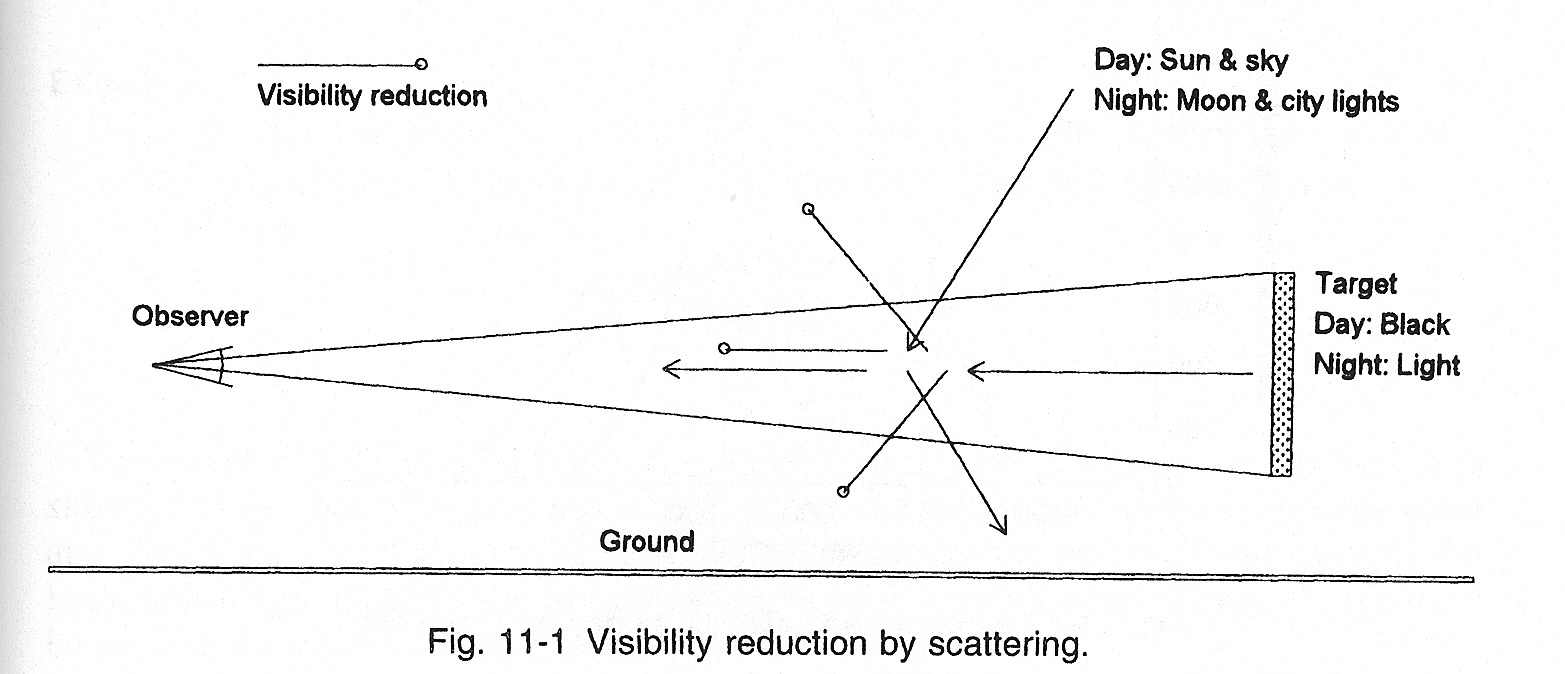 Visibility reduction
Day: Sun & sky
Night: Moon & city lights
Observer
Target
Day: Black
Night: Light
Ground
Fig. 11-1 Visibility reduction by scattering.